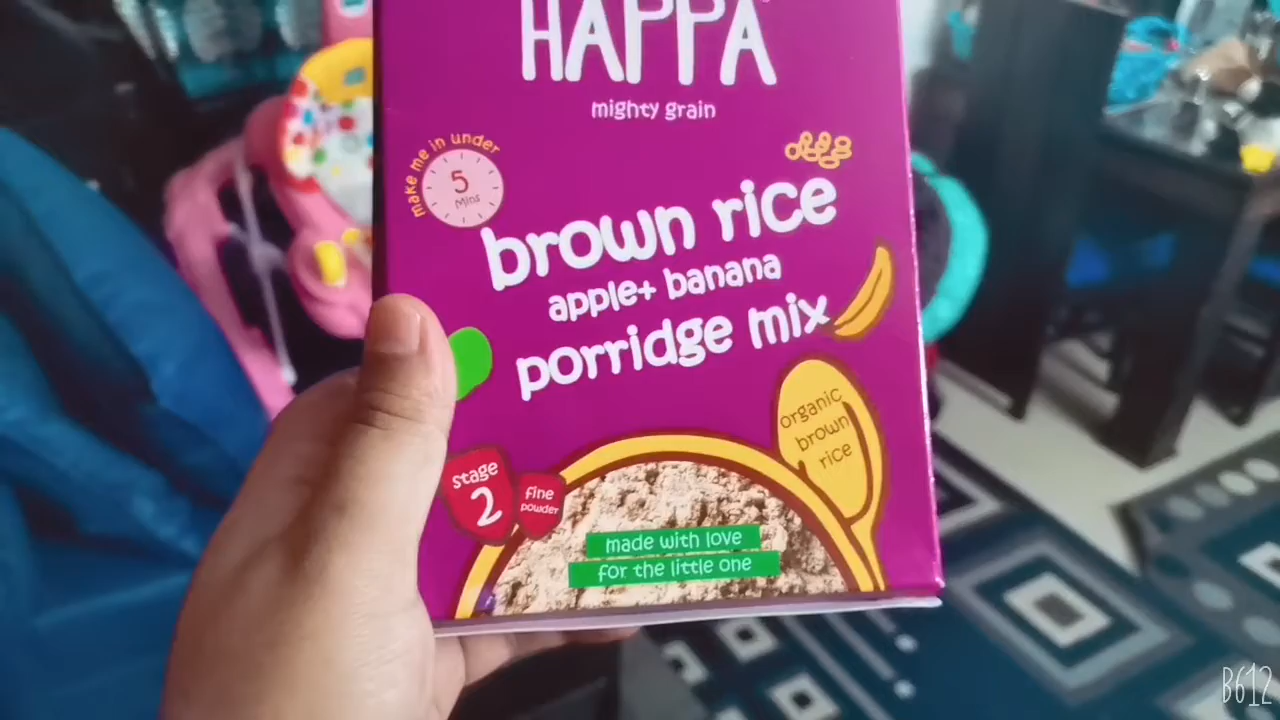 HAPPA
mighty grain
make me in under
5
Mins
brown rice
apple+ banana
porridge mix
organic
brown
rice
stage
2
fine
powder
made with love
for the little one
B612